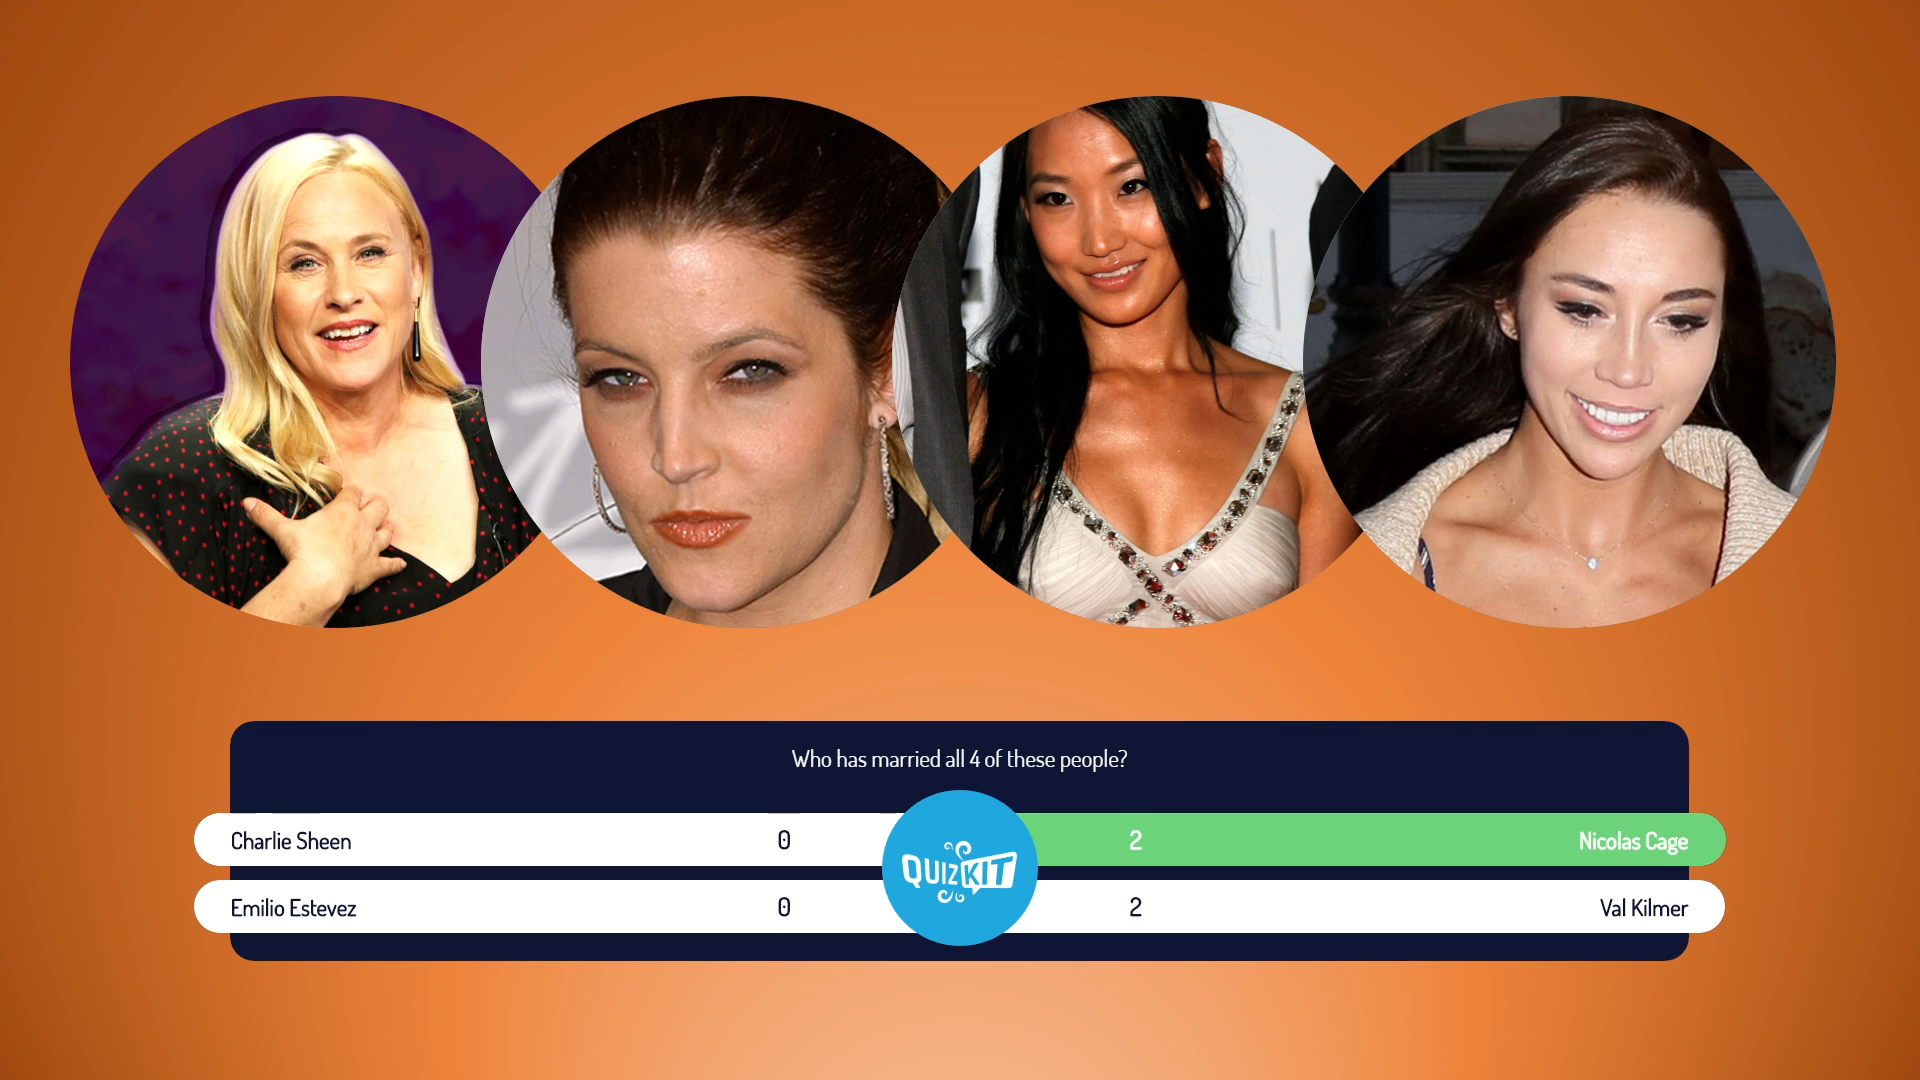 Who has married all 4 of these people?
Charlie Sheen 0 2 Nicolas Cage
QUIZKIT
Emilio Estevez 0 2 Val Kilmer